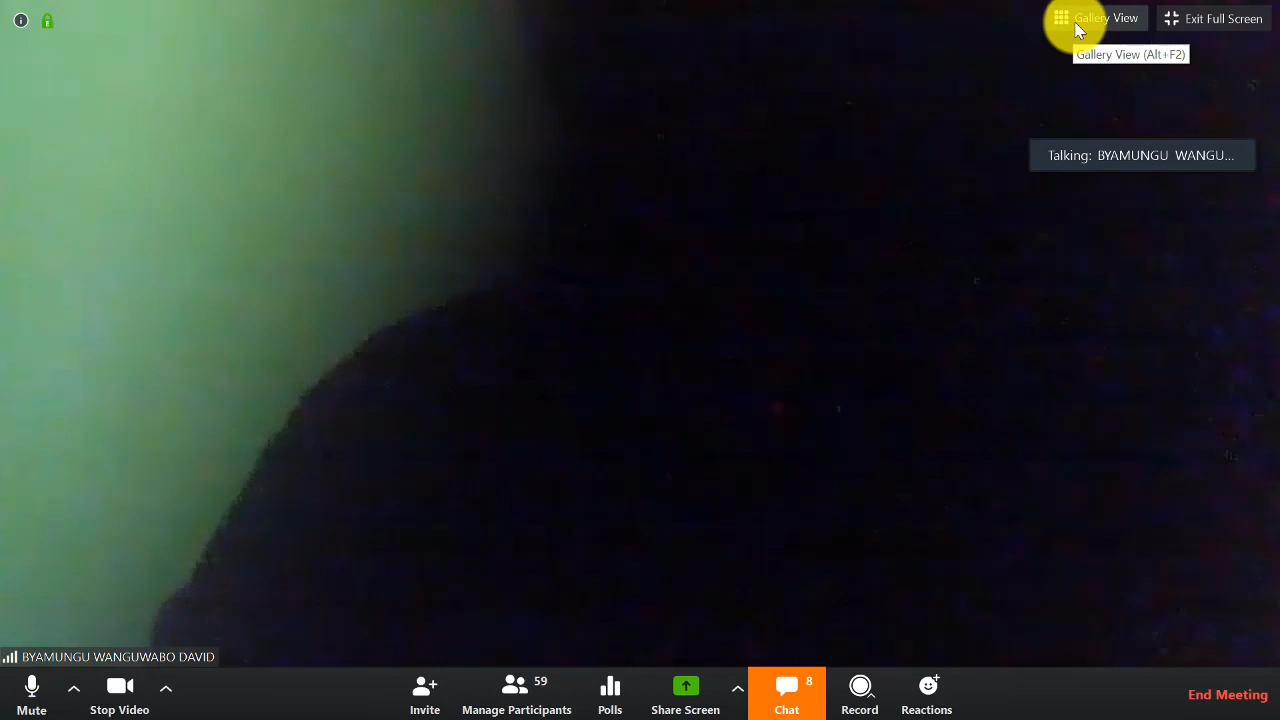 Gallery View
Exit Full Screen
Gallery View (Alt+F2)
Talking: BYAMUNGU WANGU...
BYAMUNGU WANGUWABO DAVID
Mute
Stop Video
Invite
59
Manage Participants
Polls
Share Screen
8
Chat
Record
Reactions
End Meeting